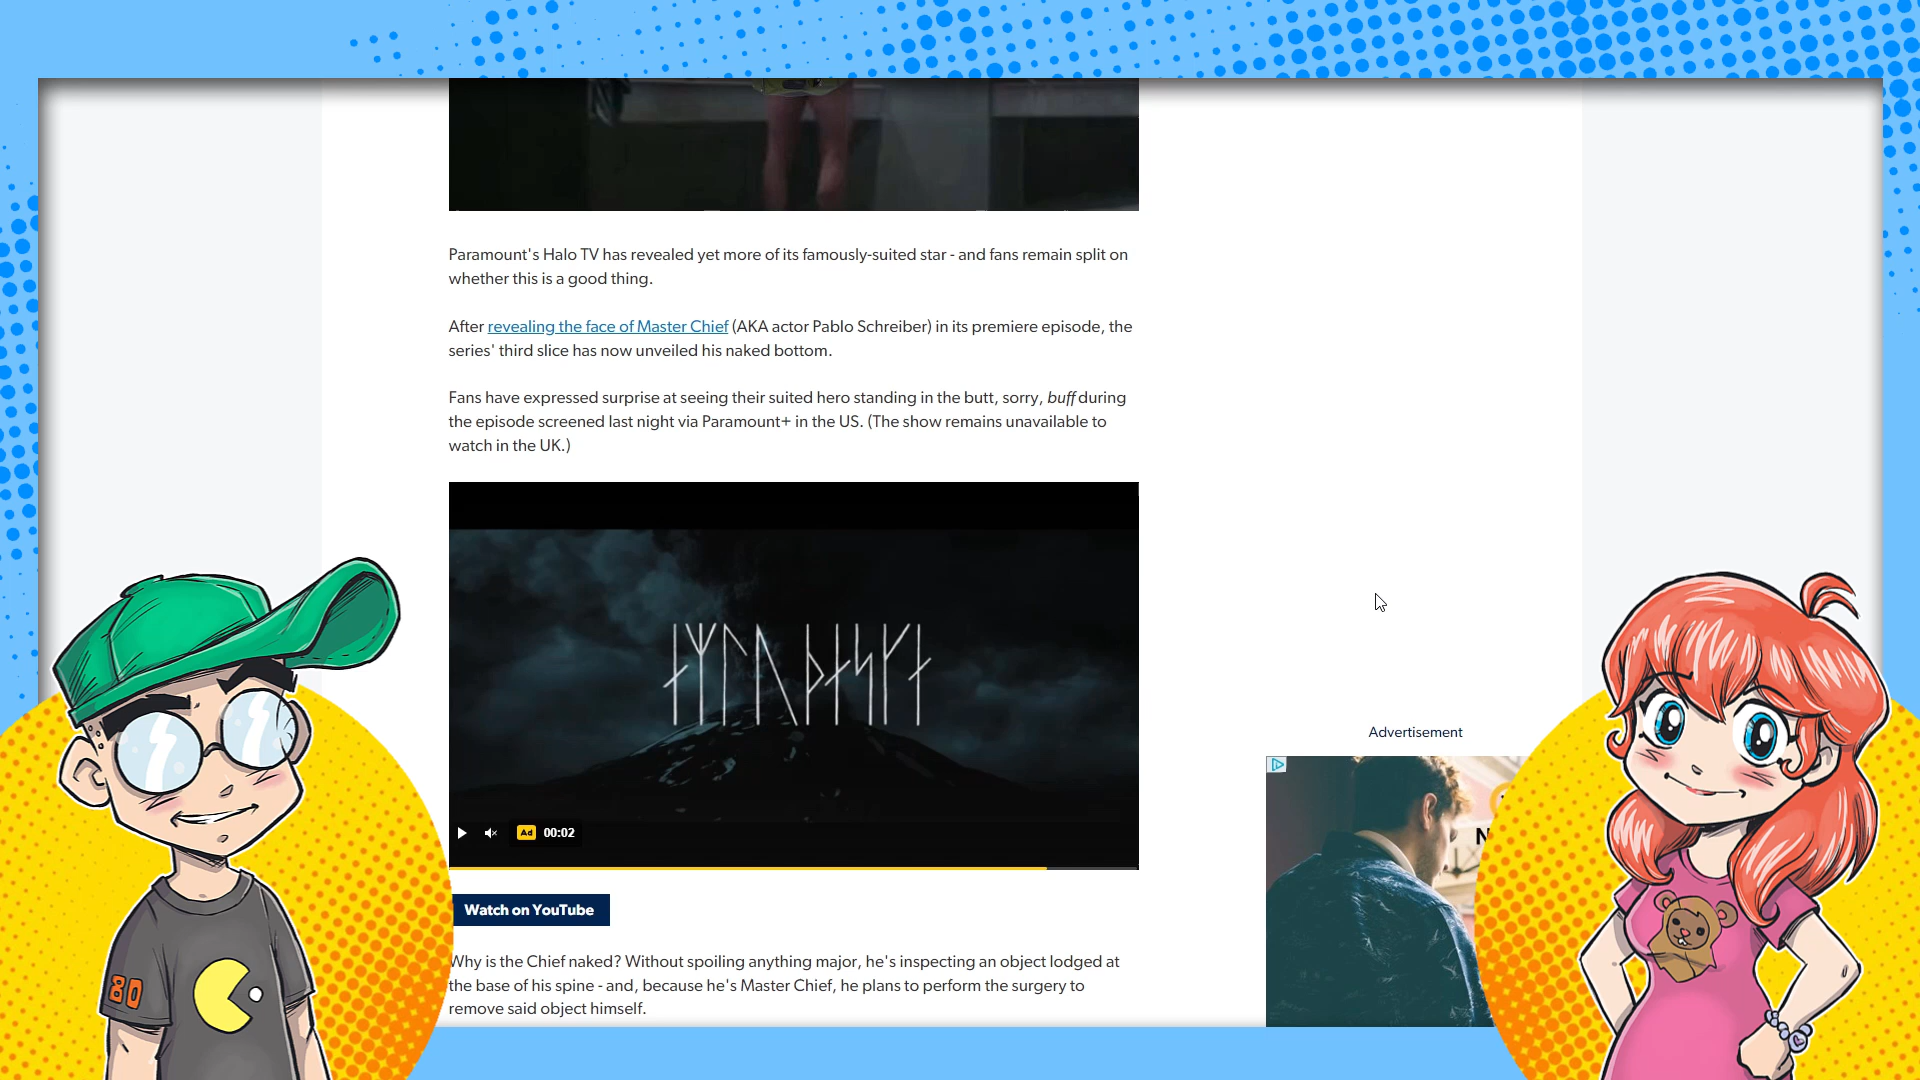 Paramount's Halo TV has revealed yet more of its famously-suited star - and fans remain split on
whether this is a good thing.
After revealing the face of Master Chief (AKA actor Pablo Schreiber) in its premiere episode, the
series' third slice has now unveiled his naked bottom.
Fans have expressed surprise at seeing their suited hero standing in the butt, sorry, buff during
the episode screened last night via Paramount+ in the US. (The show remains unavailable to
watch in the UK.)
Ad 00:02
Watch on YouTube
Advertisement
N
Why is the Chief naked? Without spoiling anything major, he's inspecting an object lodged at
the base of his spine - and, because he's Master Chief, he plans to perform the surgery to
remove said object himself.
80